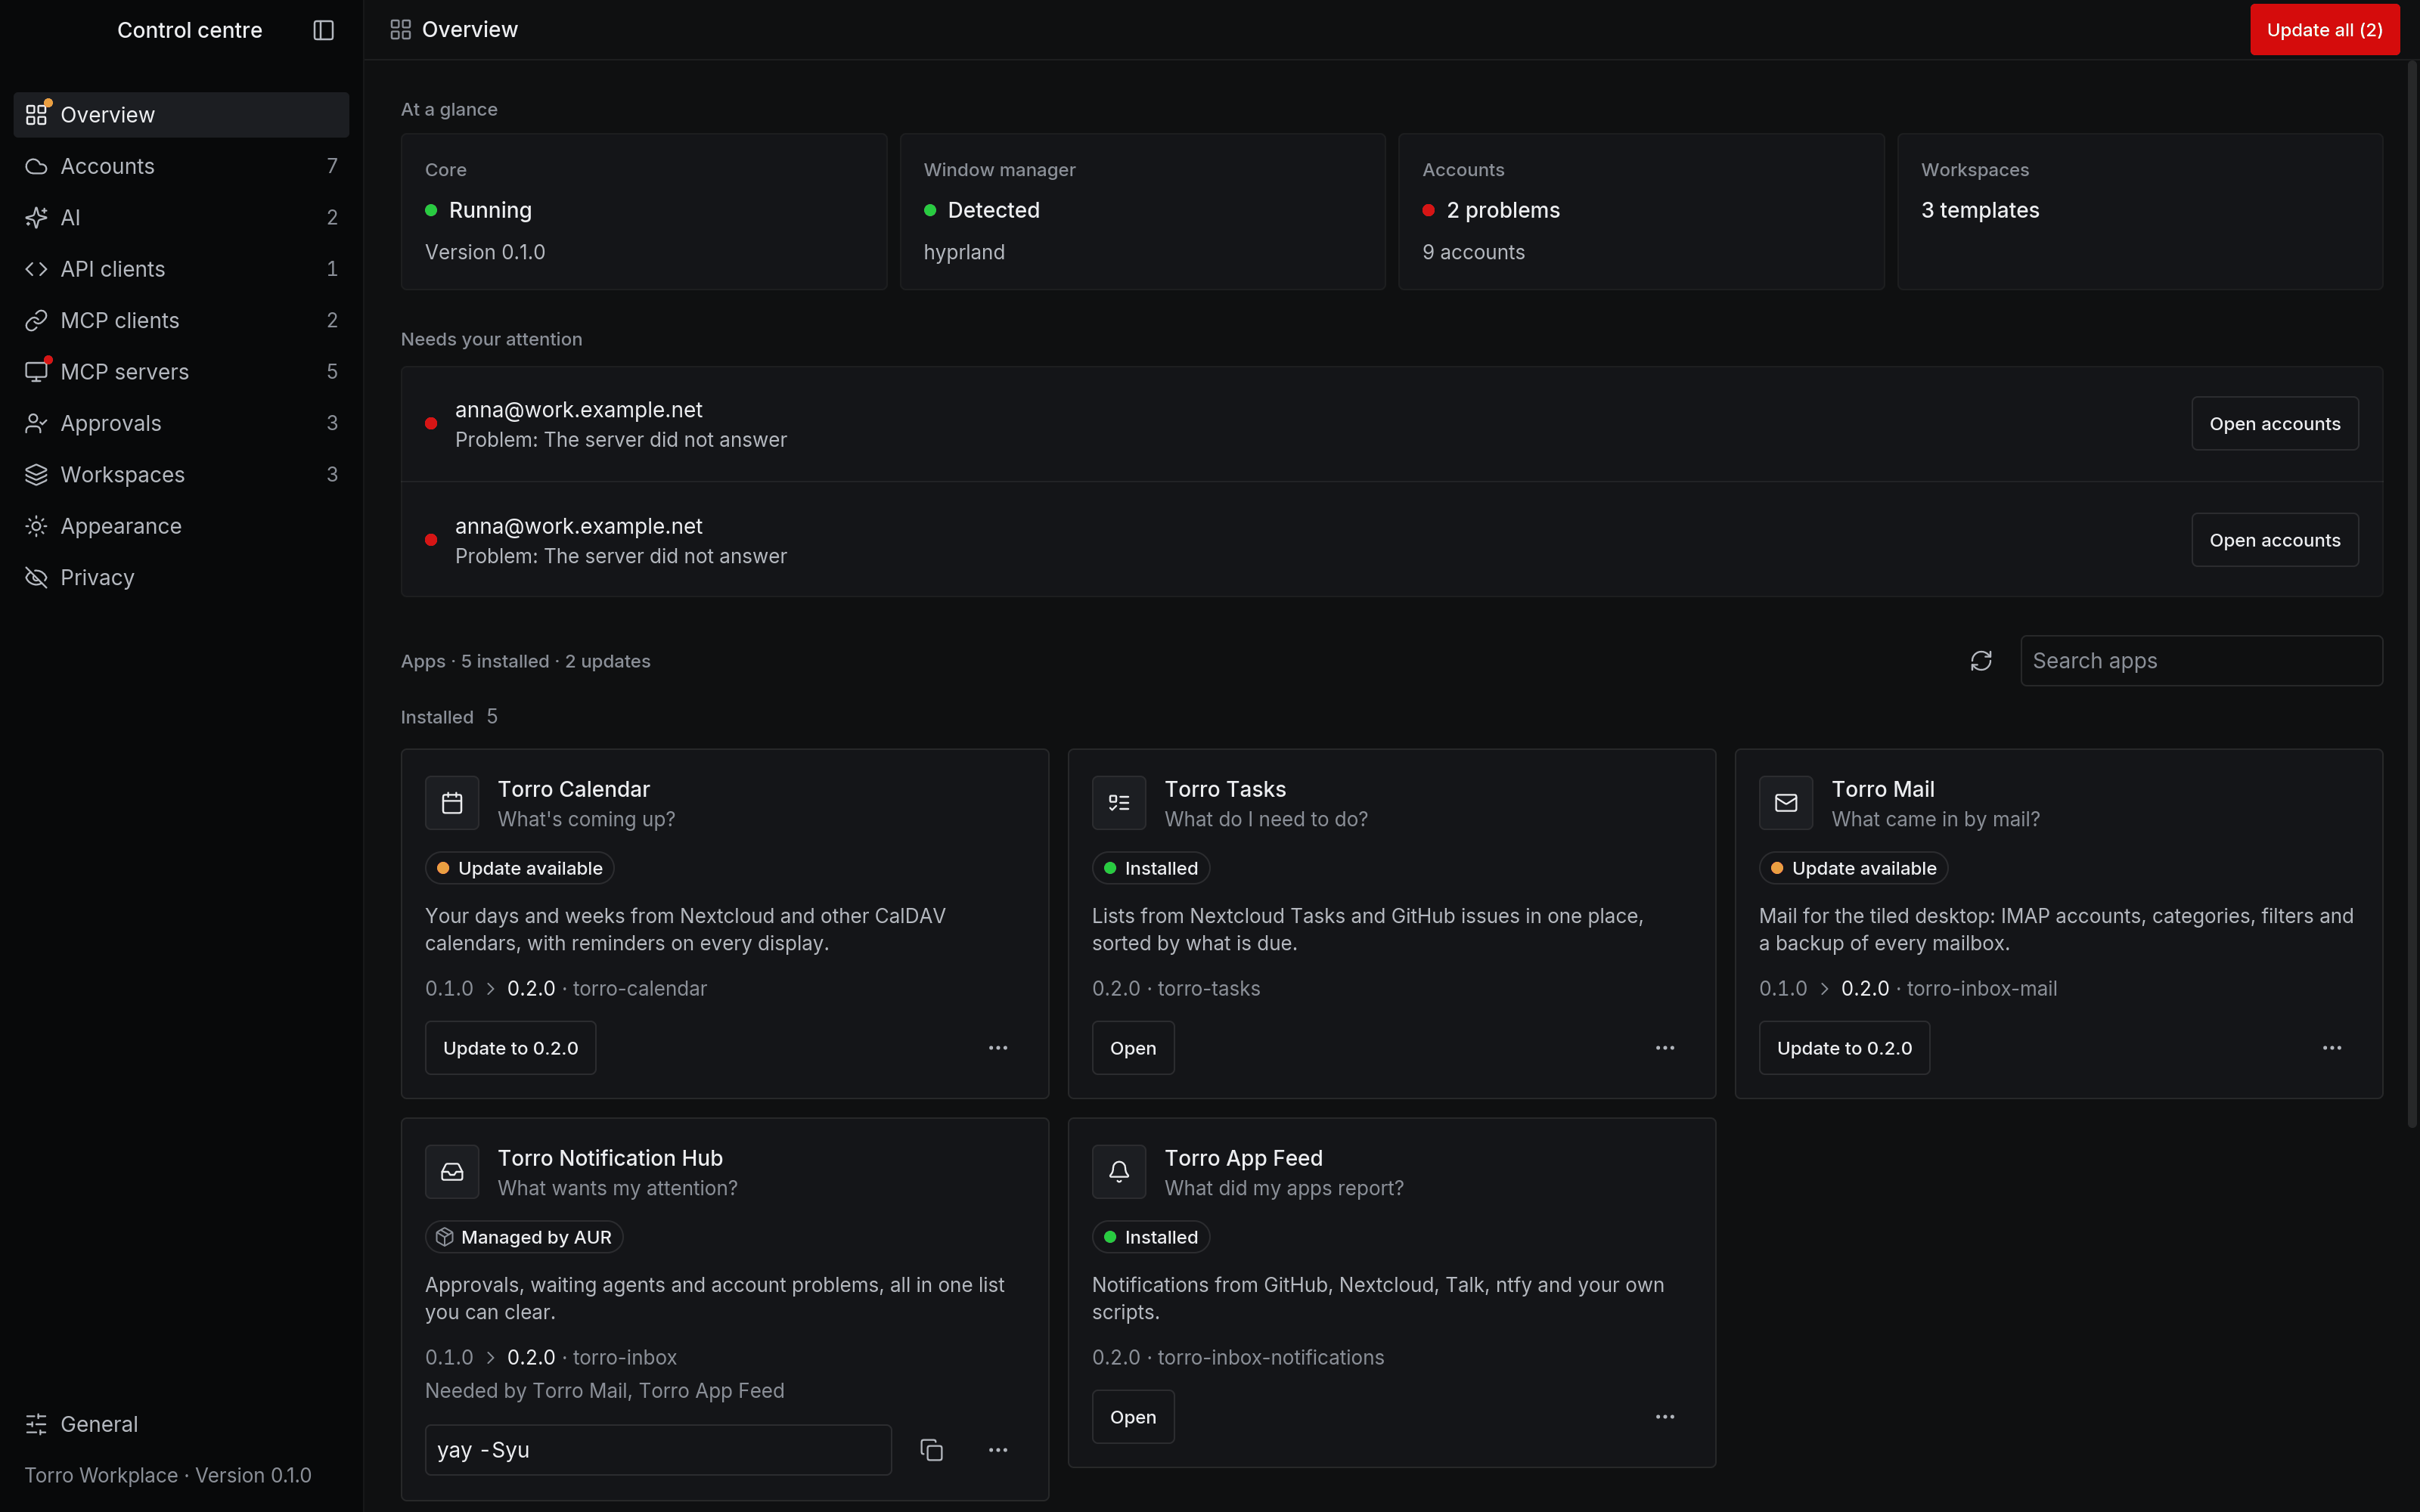 Control centre
Overview
Accounts 7
AI 2
API clients 1
MCP clients 2
MCP servers 5
Approvals 3
Workspaces 3
Appearance
Privacy
General
Torro Workplace · Version 0.1.0
Overview
Update all (2)
At a glance
Core
Running
Version 0.1.0
Window manager
Detected
hyprland
Accounts
2 problems
9 accounts
Workspaces
3 templates
Needs your attention
anna@work.example.net
Problem: The server did not answer
Open accounts
anna@work.example.net
Problem: The server did not answer
Open accounts
Apps · 5 installed · 2 updates
Search apps
Installed 5
Torro Calendar
What's coming up?
Update available
Your days and weeks from Nextcloud and other CalDAV
calendars, with reminders on every display.
0.1.0 > 0.2.0 · torro-calendar
Update to 0.2.0
Torro Tasks
What do I need to do?
Installed
Lists from Nextcloud Tasks and GitHub issues in one place,
sorted by what is due.
0.2.0 · torro-tasks
Open
Torro Mail
What came in by mail?
Update available
Mail for the tiled desktop: IMAP accounts, categories, filters and
a backup of every mailbox.
0.1.0 > 0.2.0 · torro-inbox-mail
Update to 0.2.0
Torro Notification Hub
What wants my attention?
Managed by AUR
Approvals, waiting agents and account problems, all in one list
you can clear.
0.1.0 > 0.2.0 · torro-inbox
Needed by Torro Mail, Torro App Feed
yay -Syu
Torro App Feed
What did my apps report?
Installed
Notifications from GitHub, Nextcloud, Talk, ntfy and your own
scripts.
0.2.0 · torro-inbox-notifications
Open